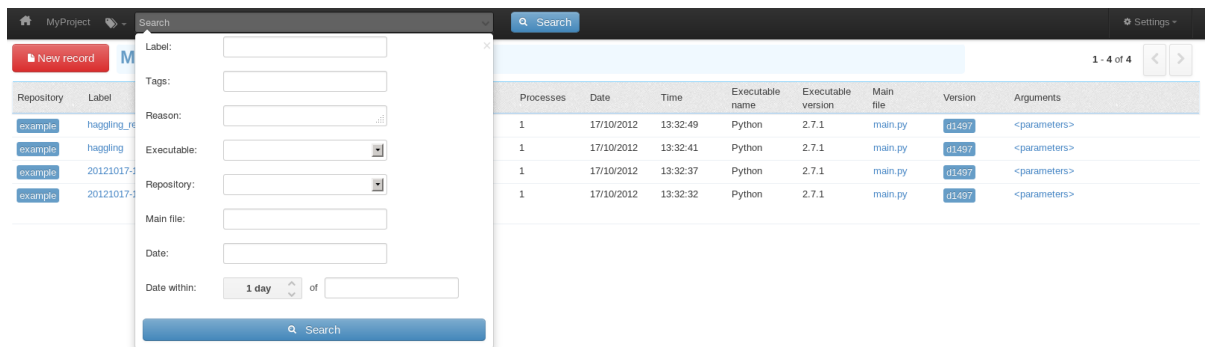 MyProject Search Search Settings
New record M 1 - 4 of 4
Repository Label Processes Date Time Executable name Executable version Main file Version Arguments
example haggling_re 1 17/10/2012 13:32:49 Python 2.7.1 main.py d1497 <parameters>
example haggling 1 17/10/2012 13:32:41 Python 2.7.1 main.py d1497 <parameters>
example 20121017-1 1 17/10/2012 13:32:37 Python 2.7.1 main.py d1497 <parameters>
example 20121017-1 1 17/10/2012 13:32:32 Python 2.7.1 main.py d1497 <parameters>
Label:
Tags:
Reason:
Executable:
Repository:
Main file:
Date:
Date within: 1 day of
Search